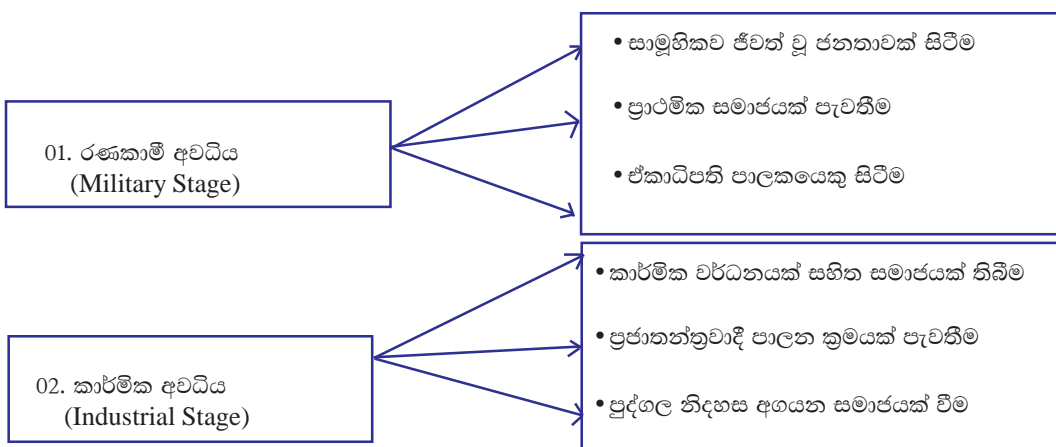 01. රණකාමී අවධිය
(Military Stage)
• සාමූහිකව ජීවත් වූ ජනතාවක් සිටීම
• ප්‍රාථමික සමාජයක් පැවතීම
• ඒකාධිපති පාලකයෙකු සිටීම
02. කාර්මික අවධිය
(Industrial Stage)
• කාර්මික වර්ධනයක් සහිත සමාජයක් තිබීම
• ප්‍රජාතන්ත්‍රවාදී පාලන ක්‍රමයක් පැවතීම
• පුද්ගල නිදහස අගයන සමාජයක් වීම